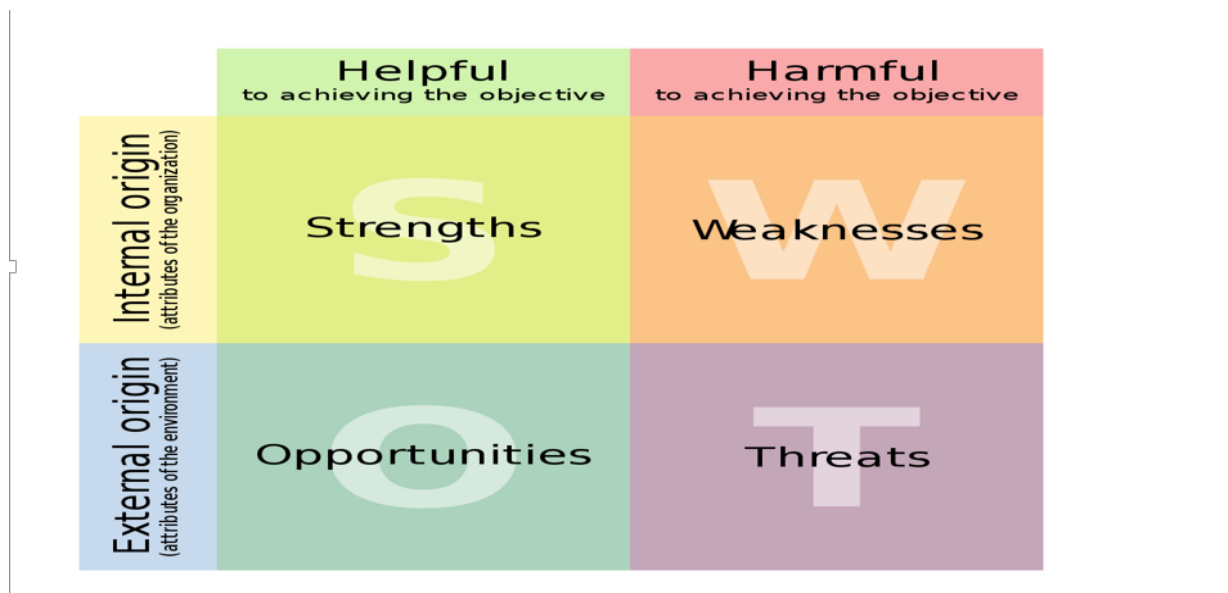 Helpful
to achieving the objective
Harmful
to achieving the objective
Internal origin
(attributes of the organization)
S
Strengths
W
Weaknesses
External origin
(attributes of the environment)
O
Opportunities
T
Threats